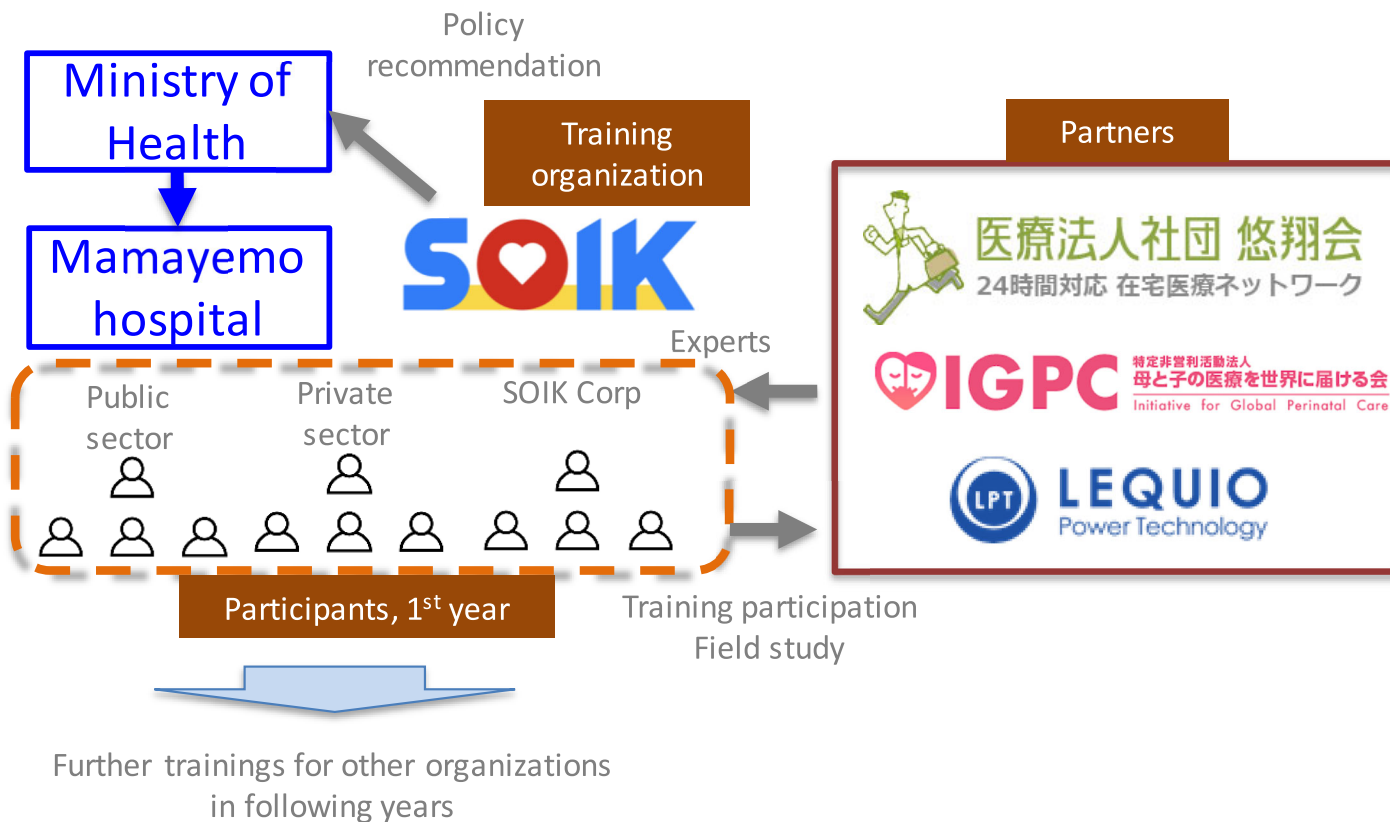 Policy
recommendation
Ministry of
Health
Training
organization
Partners
SOIK
Mamayemo
hospital
医療法人社団 悠翔会
24時間対応 在宅医療ネットワーク
Experts
IGPC
特定非営利活動法人
母と子の医療を世界に届ける会
Initiative for Global Perinatal Care
Public
sector
Private
sector
SOIK Corp
LPT
LEQUIO
Power Technology
Participants, 1st year
Training participation
Field study
Further trainings for other organizations
in following years